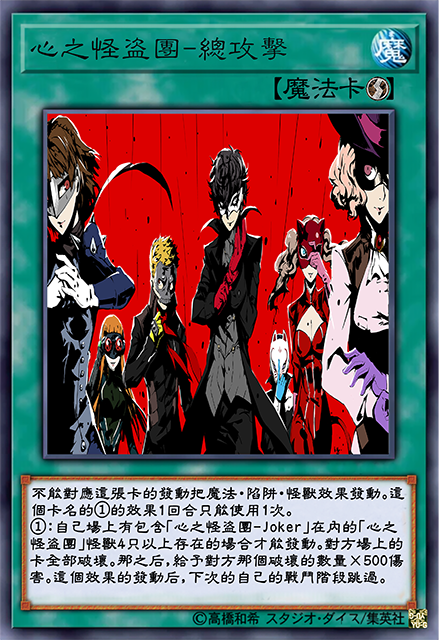 心之怪盜團-總攻擊
魔
【魔法卡】
不能對應這張卡的發動把魔法·陷阱·怪獸效果發動。這
個卡名的①的效果1回合只能使用1次。
①:自己場上有包含「心之怪盜團-Joker」在內的「心之
怪盜團」怪獸4只以上存在的場合才能發動。對方場上的
卡全部破壞。那之后,給予對方那個破壞的數量×500傷
害。這個效果的發動后,下次的自己的戰鬥階段跳過。
©高橋和希 スタジオ・ダイス/集英社